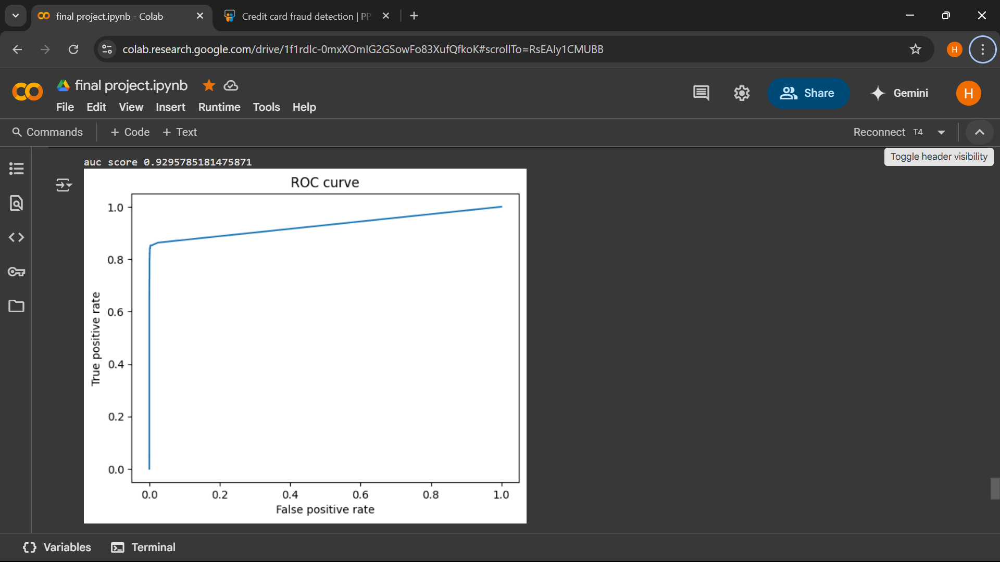 final project.ipynb - Colab
Credit card fraud detection | PP
colab.research.google.com/drive/1f1rdlc-0mxXOmIG2GSowFo83XufQfkoK#scrollTo=RsEAIy1CMUBB
H
final project.ipynb
Share
Gemini
H
File Edit View Insert Runtime Tools Help
Commands + Code + Text
Reconnect T4
Toggle header visibility
auc score 0.9295785181475871
ROC curve
1.0
0.8
0.6
0.4
0.2
0.0
True positive rate
0.0 0.2 0.4 0.6 0.8 1.0
False positive rate
Variables Terminal